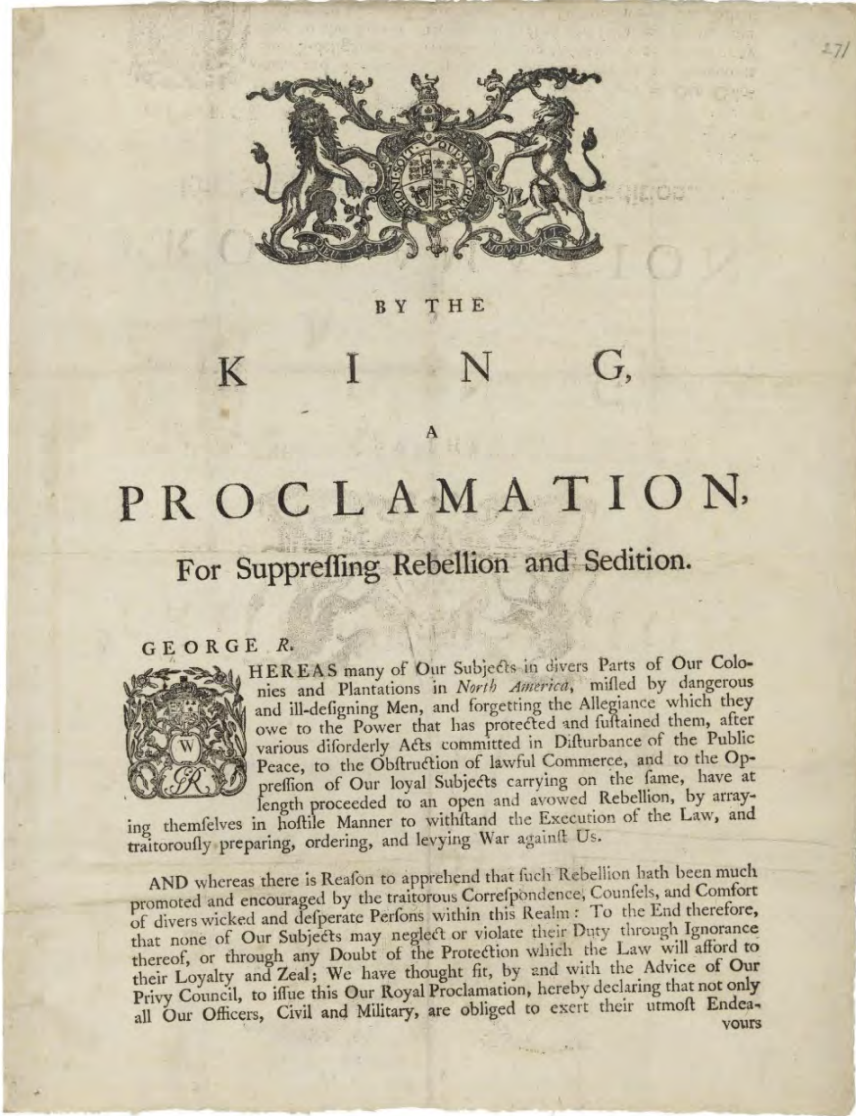 271
HONI·SOIT· QUI·MAL·Y
DIEU ET
MON DROIT
BY THE
KING,
A
PROCLAMATION,
For Suppreſſing Rebellion and Sedition.
GEORGE R.
W
GR
HEREAS many of Our Subjects in divers Parts of Our Colo-
nies and Plantations in North America, miſled by dangerous
and ill-deſigning Men, and forgetting the Allegiance which they
owe to the Power that has protected and ſuſtained them, after
various diſorderly Acts committed in Diſturbance of the Public
Peace, to the Obſtruction of lawful Commerce, and to the Op-
preſſion of Our loyal Subjects carrying on the ſame, have at
length proceeded to an open and avowed Rebellion, by array-
ing themſelves in hoſtile Manner to withſtand the Execution of the Law, and
traitorouſly preparing, ordering, and levying War againſt Us.
AND whereas there is Reaſon to apprehend that ſuch Rebellion hath been much
promoted and encouraged by the traitorous Correſpondence, Counſels, and Comfort
of divers wicked and deſperate Perſons within this Realm: To the End therefore,
that none of Our Subjects may neglect or violate their Duty through Ignorance
thereof, or through any Doubt of the Protection which the Law will afford to
their Loyalty and Zeal; We have thought fit, by and with the Advice of Our
Privy Council, to iſſue this Our Royal Proclamation, hereby declaring that not only
all Our Officers, Civil and Military, are obliged to exert their utmoſt Endea-
vours